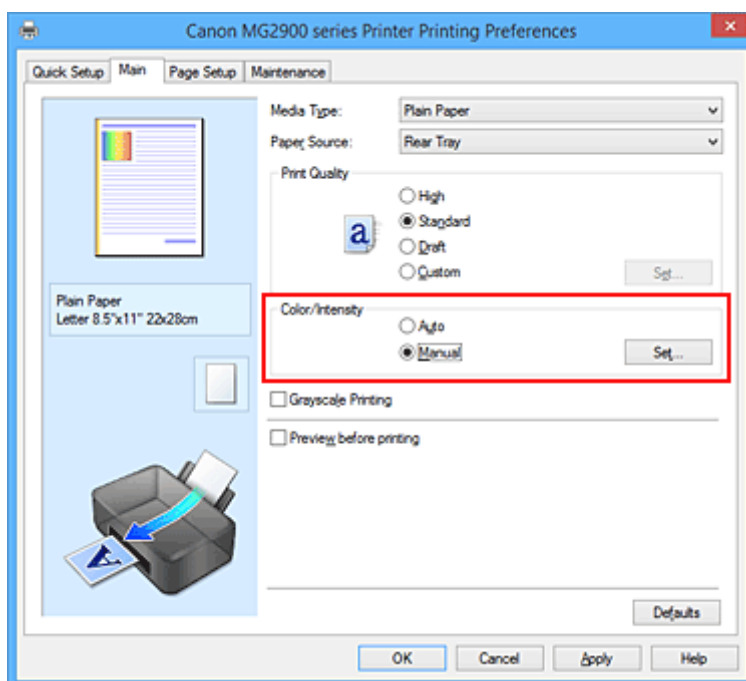 Canon MG2900 series Printer Printing Preferences
Quick Setup Main Page Setup Maintenance
Media Type: Plain Paper
Paper Source: Rear Tray
Print Quality
High
Standard
Draft
Custom Set...
Plain Paper
Letter 8.5"x11" 22x28cm
Color/Intensity
Auto
Manual Set...
Grayscale Printing
Preview before printing
Defaults
OK Cancel Apply Help
a
A